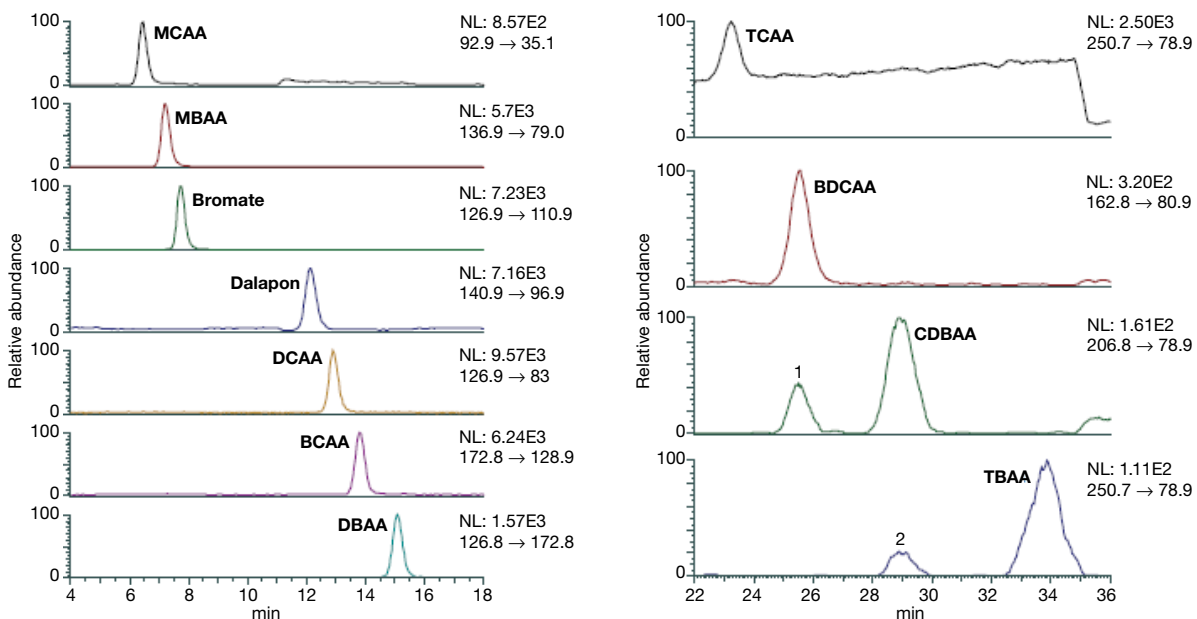 Relative abundance
100
0
MCAA
NL: 8.57E2
92.9 → 35.1
100
0
MBAA
NL: 5.7E3
136.9 → 79.0
100
0
Bromate
NL: 7.23E3
126.9 → 110.9
100
0
Dalapon
NL: 7.16E3
140.9 → 96.9
100
0
DCAA
NL: 9.57E3
126.9 → 83
100
0
BCAA
NL: 6.24E3
172.8 → 128.9
100
0
DBAA
NL: 1.57E3
126.8 → 172.8
4 6 8 10 12 14 16 18
min
Relative abundance
100
0
TCAA
NL: 2.50E3
250.7 → 78.9
100
0
BDCAA
NL: 3.20E2
162.8 → 80.9
100
0
1
CDBAA
NL: 1.61E2
206.8 → 78.9
100
0
2
TBAA
NL: 1.11E2
250.7 → 78.9
22 24 26 28 30 32 34 36
min